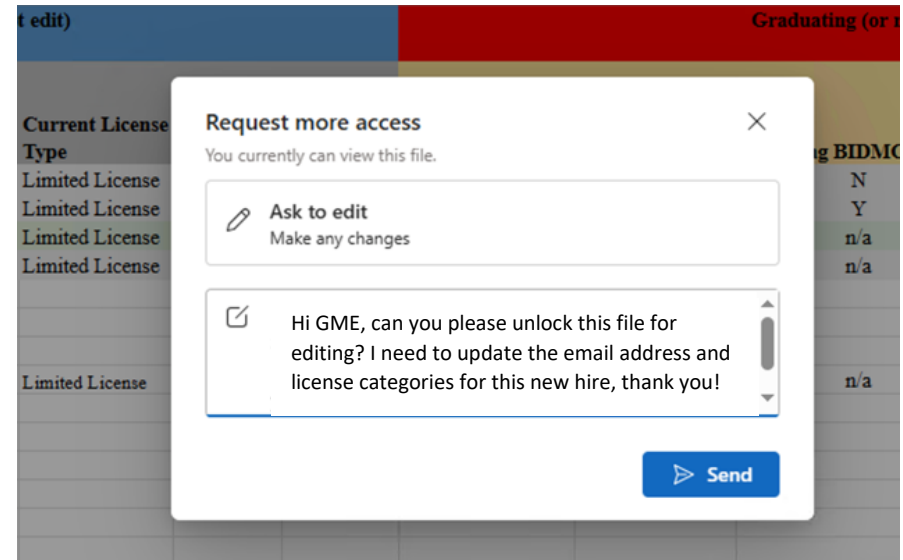 t edit)
Graduating (or
Current License
Type
g BIDMC
Limited License
N
Limited License
Y
Limited License
n/a
Limited License
n/a
Limited License
n/a
Request more access
You currently can view this file.
Ask to edit
Make any changes
Hi GME, can you please unlock this file for
editing? I need to update the email address and
license categories for this new hire, thank you!
Send